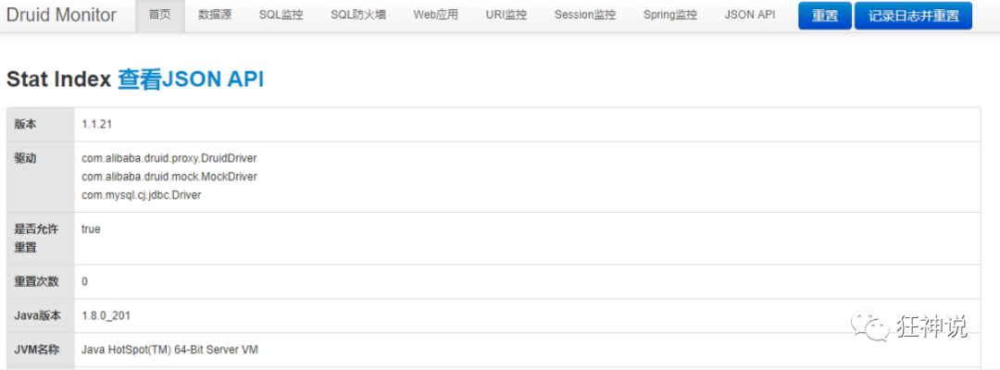 Druid Monitor 首页 数据源 SQL监控 SQL防火墙 Web应用 URI监控 Session监控 Spring监控 JSON API 重置 记录日志并重置
Stat Index 查看JSON API
版本 1.1.21
驱动 com.alibaba.druid.proxy.DruidDriver
com.alibaba.druid.mock.MockDriver
com.mysql.cj.jdbc.Driver
是否允许 true
重置
重置次数 0
Java版本 1.8.0_201
狂神说
JVM名称 Java HotSpot(TM) 64-Bit Server VM